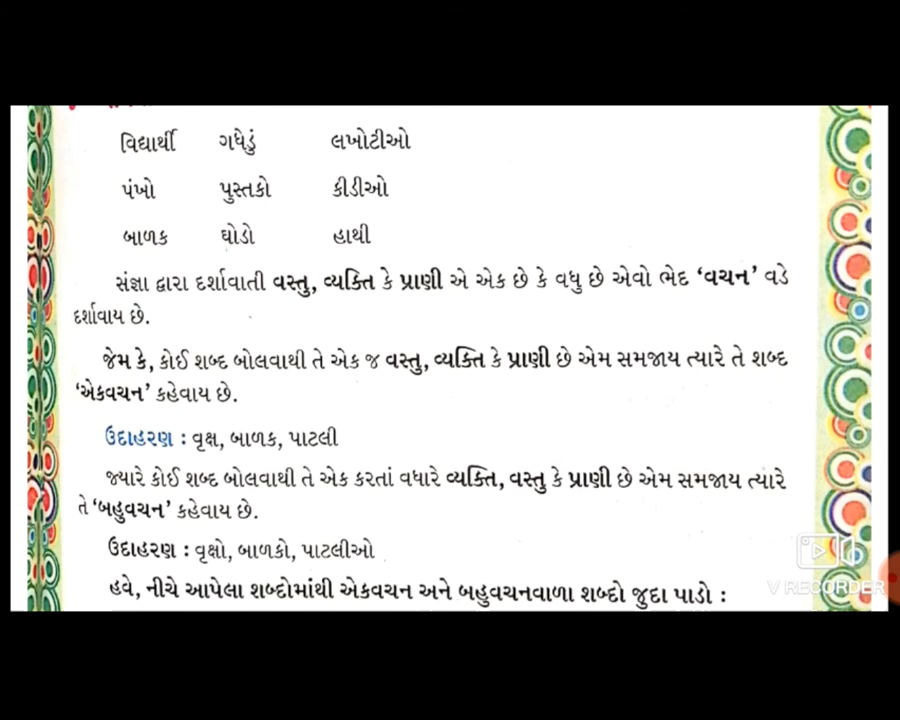 વિદ્યાર્થી ગધેડું લખોટીઓ
પંખો પુસ્તકો કીડીઓ
બાળક ઘોડો હાથી
સંજ્ઞા દ્વારા દર્શાવાતી વસ્તુ, વ્યક્તિ કે પ્રાણી એ એક છે કે વધુ છે એવો ભેદ ‘વચન’ વડે
દર્શાવાય છે.
જેમ કે, કોઈ શબ્દ બોલવાથી તે એક જ વસ્તુ, વ્યક્તિ કે પ્રાણી છે એમ સમજાય ત્યારે તે શબ્દ
‘એકવચન’ કહેવાય છે.
ઉદાહરણ : વૃક્ષ, બાળક, પાટલી
જ્યારે કોઈ શબ્દ બોલવાથી તે એક કરતાં વધારે વ્યક્તિ, વસ્તુ કે પ્રાણી છે એમ સમજાય ત્યારે
તે ‘બહુવચન’ કહેવાય છે.
ઉદાહરણ : વૃક્ષો, બાળકો, પાટલીઓ
V RECORDER
હવે, નીચે આપેલા શબ્દોમાંથી એકવચન અને બહુવચનવાળા શબ્દો જુદા પાડો :